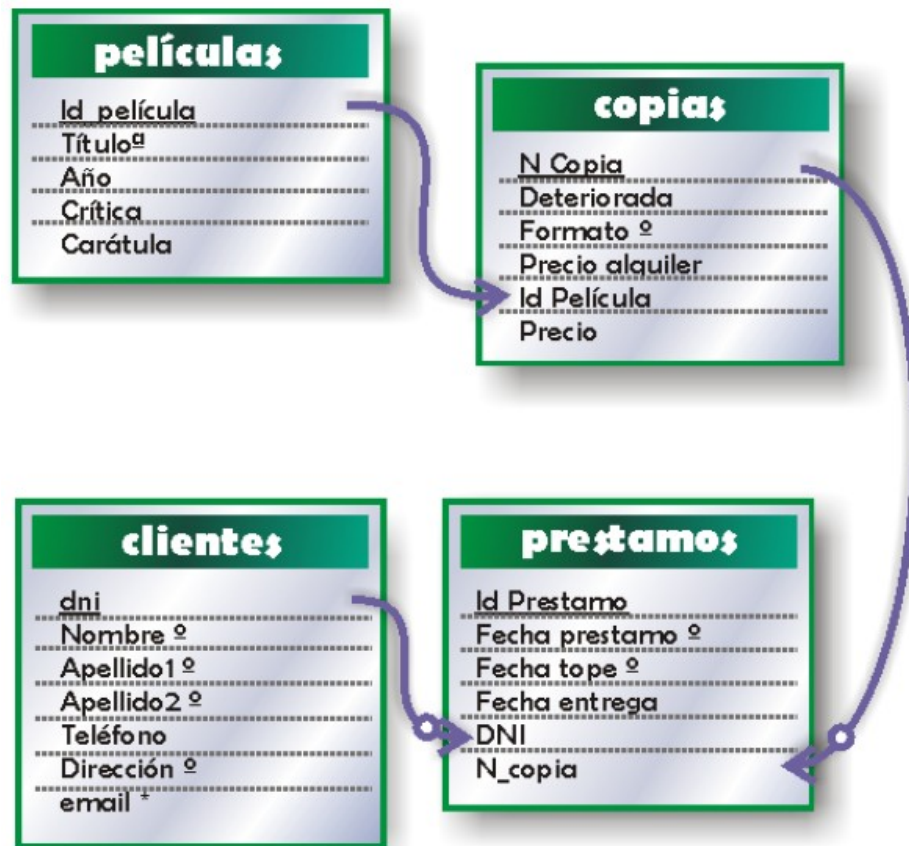 películas
Id_película
Títuloª
Año
Crítica
Carátula
copias
N Copia
Deteriorada
Formato º
Precio alquiler
Id Película
Precio
clientes
dni
Nombre º
Apellido1 º
Apellido2 º
Teléfono
Dirección º
email *
prestamos
Id Prestamo
Fecha prestamo º
Fecha tope º
Fecha entrega
DNI
N_copia